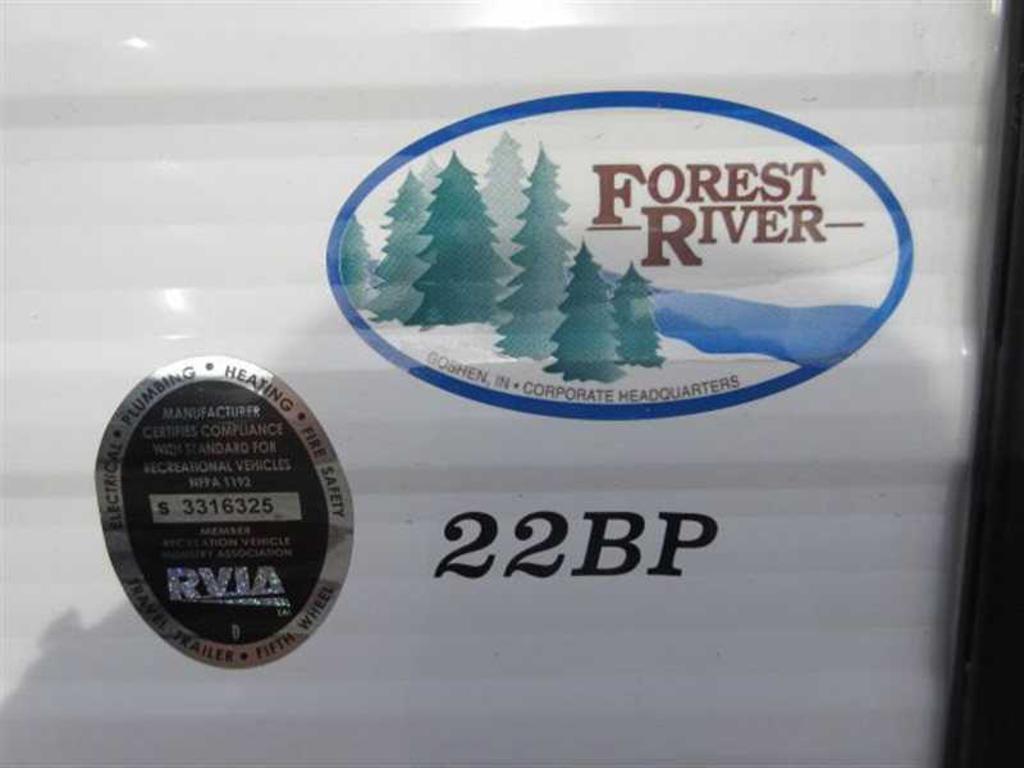 FOREST
RIVER
GOSHEN, IN • CORPORATE HEADQUARTERS
ELECTRICAL • PLUMBING • HEATING • FIRE SAFETY
MANUFACTURER
CERTIFIES COMPLIANCE
WITH STANDARD FOR
RECREATIONAL VEHICLES
NFPA 1192
S 3316325
MEMBER
RECREATION VEHICLE
INDUSTRY ASSOCIATION
RVIA
D
TRAVEL TRAILER • FIFTH WHEEL
22BP